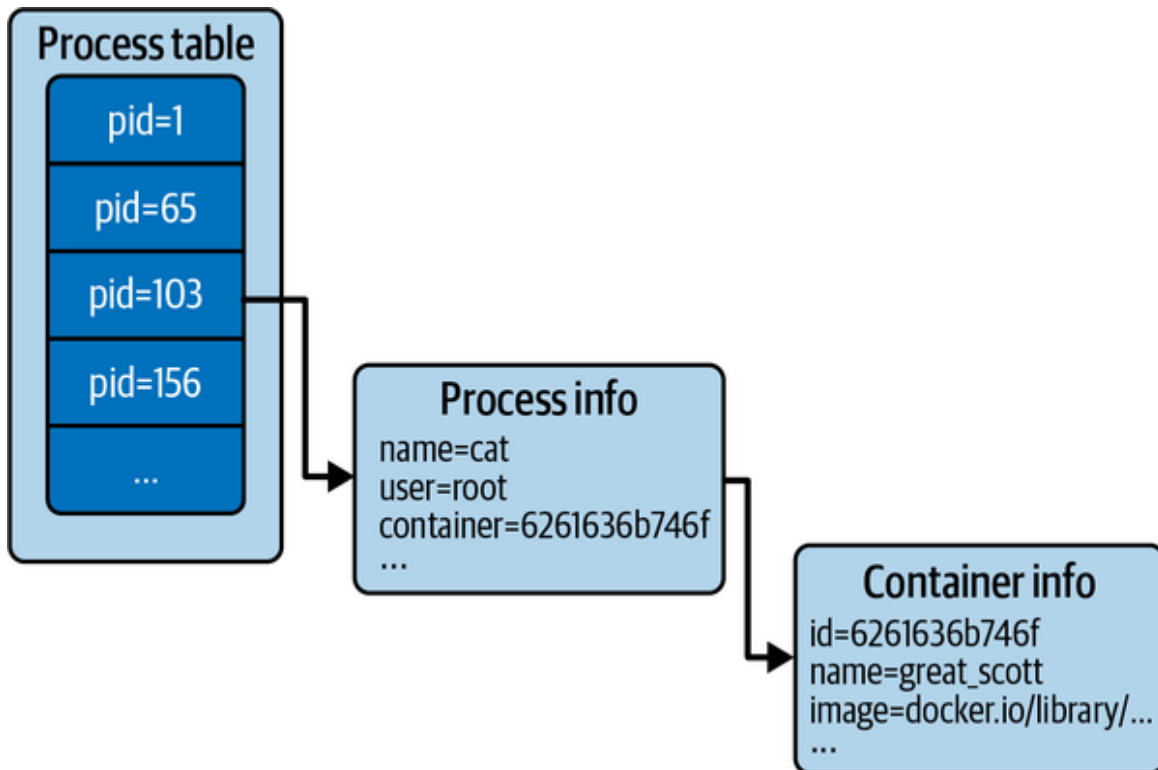 Process table
pid=1
pid=65
pid=103
pid=156
...
Process info
name=cat
user=root
container=6261636b746f
...
Container info
id=6261636b746f
name=great_scott
image=docker.io/library/...
...